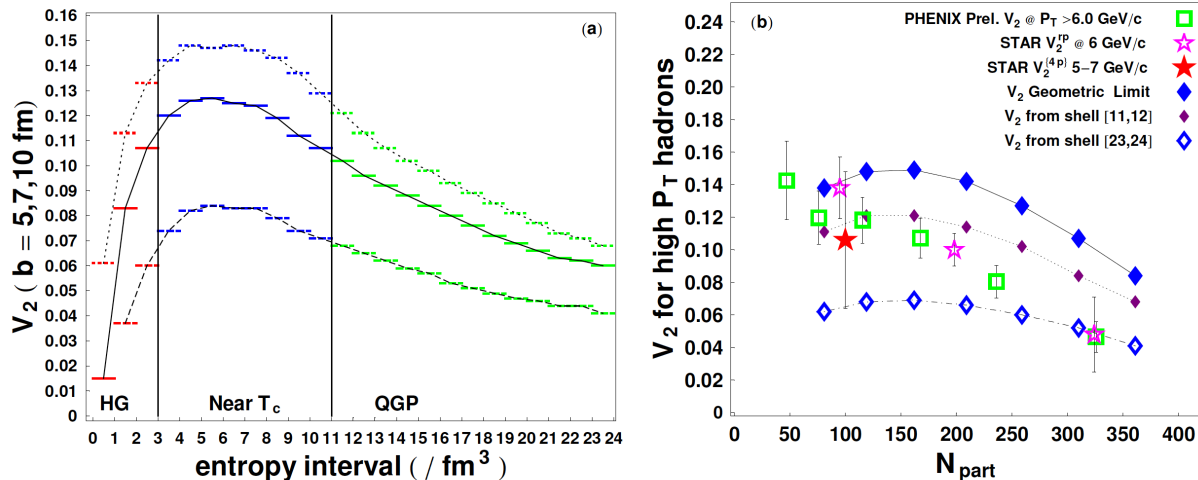 (a)
V2 ( b = 5,7,10 fm)
0.16
0.15
0.14
0.13
0.12
0.11
0.10
0.09
0.08
0.07
0.06
0.05
0.04
0.03
0.02
0.01
0
HG Near Tc QGP
0 1 2 3 4 5 6 7 8 9 10 11 12 13 14 15 16 17 18 19 20 21 22 23 24
entropy interval ( / fm3)
(b)
PHENIX Prel. V2 @ PT >6.0 GeV/c
STAR V2rp @ 6 GeV/c
STAR V2{4p} 5–7 GeV/c
V2 Geometric Limit
V2 from shell [11,12]
V2 from shell [23,24]
V2 for high PT hadrons
0.24
0.22
0.20
0.18
0.16
0.14
0.12
0.10
0.08
0.06
0.04
0.02
0
0 50 100 150 200 250 300 350 400
Npart